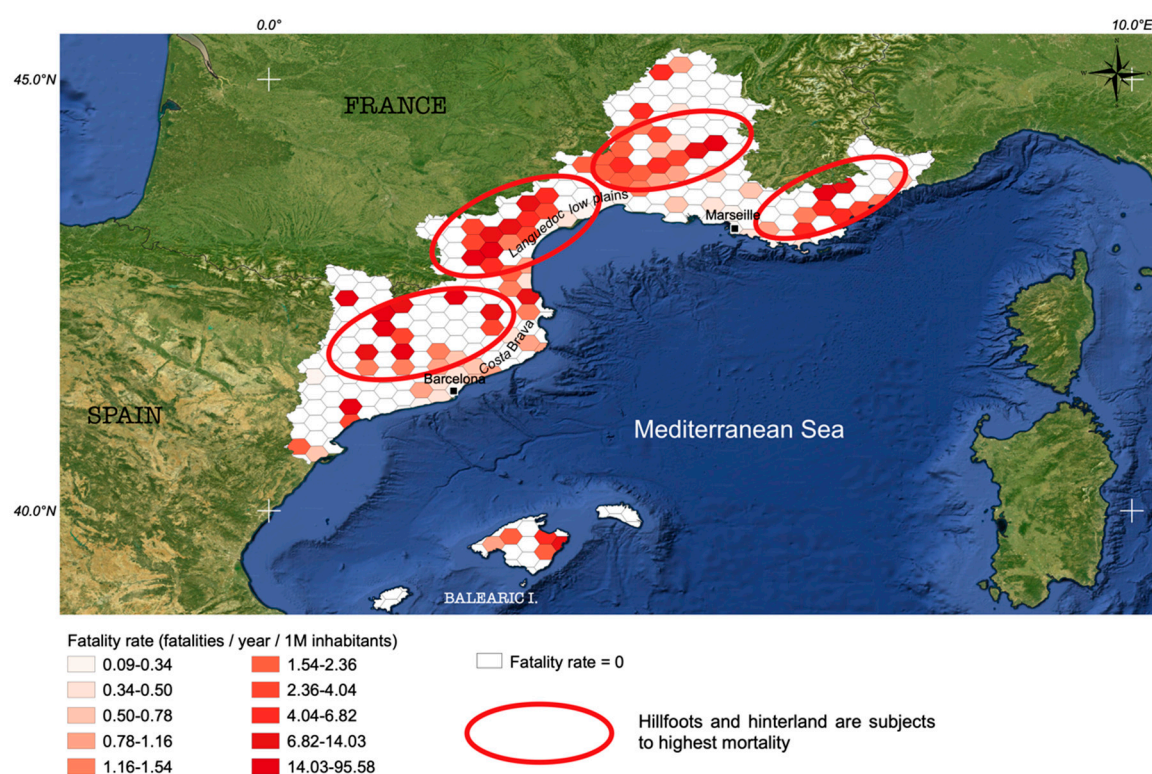 0.0°
10.0°E
45.0°N
FRANCE
Languedoc low plains
Marseille
Costa Brava
Barcelona
SPAIN
Mediterranean Sea
40.0°N
BALEARIC I.
Fatality rate (fatalities / year / 1M inhabitants)
0.09-0.34
0.34-0.50
0.50-0.78
0.78-1.16
1.16-1.54
1.54-2.36
2.36-4.04
4.04-6.82
6.82-14.03
14.03-95.58
Fatality rate = 0
Hillfoots and hinterland are subjects
to highest mortality